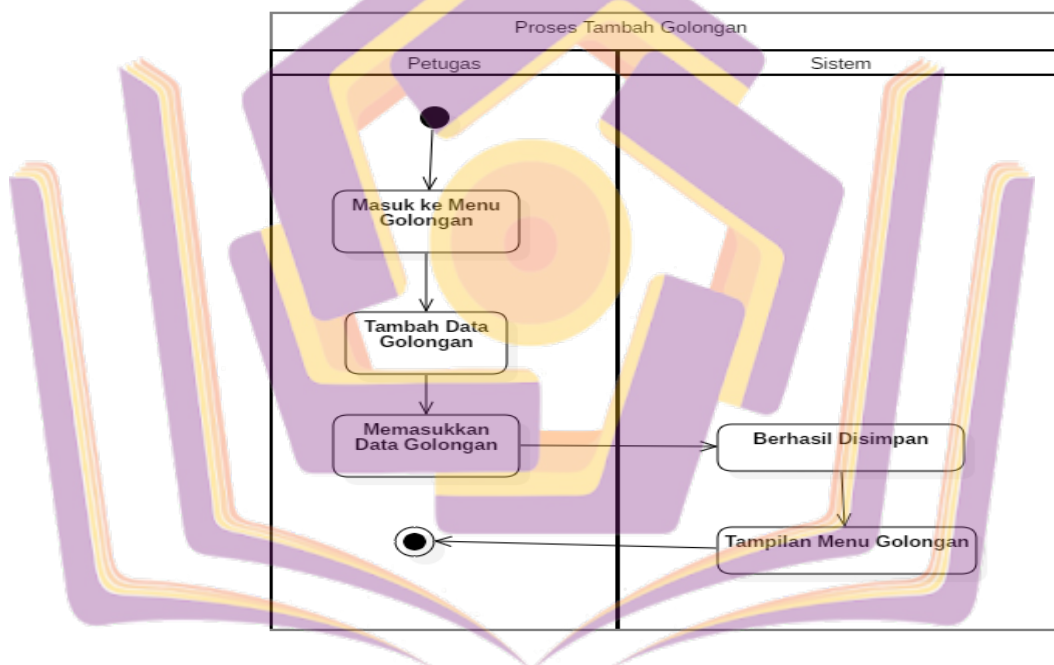 Proses Tambah Golongan
Petugas
Sistem
Masuk ke Menu
Golongan
Tambah Data
Golongan
Memasukkan
Data Golongan
Berhasil Disimpan
Tampilan Menu Golongan